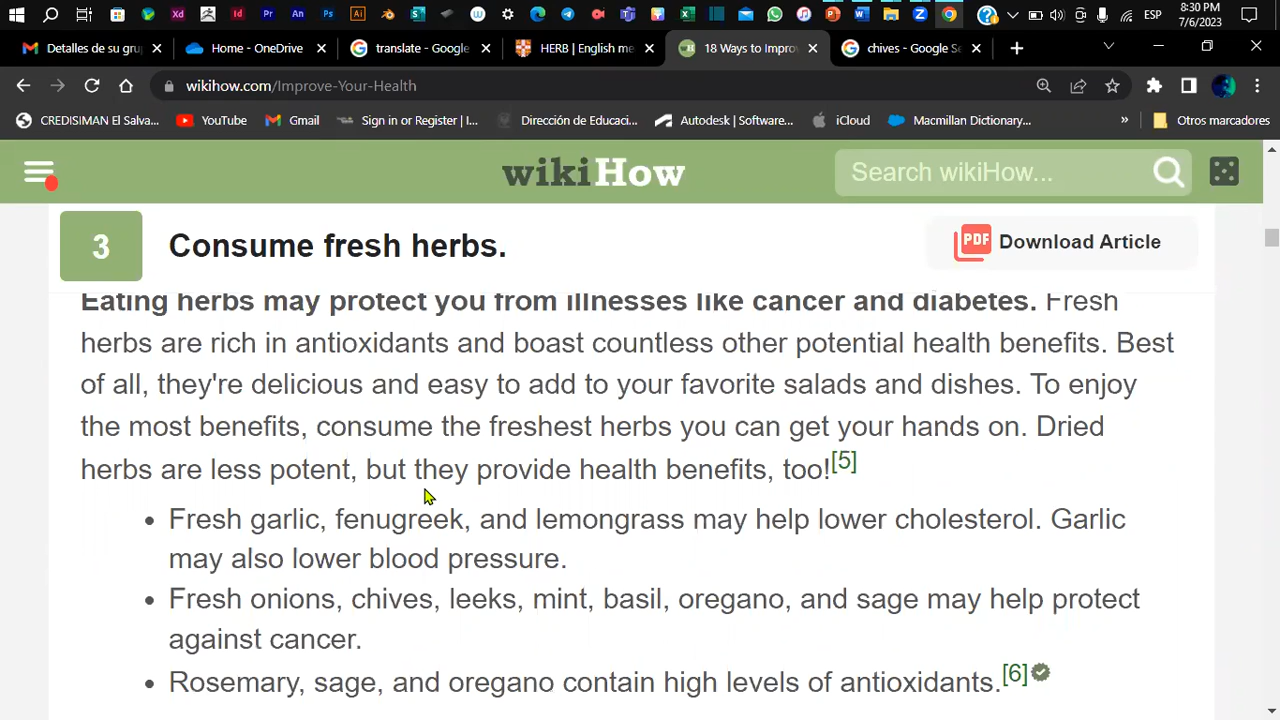 8:30 PM
ESP
7/6/2023
Detalles de su gru
Home - OneDrive
translate - Google
HERB | English me
18 Ways to Impro
chives - Google Se
wikihow.com/Improve-Your-Health
CREDISIMAN El Salva...
YouTube
Gmail
Sign in or Register | I...
Dirección de Educaci...
Autodesk | Software...
iCloud
Macmillan Dictionary...
»
Otros marcadores
wikiHow
Search wikiHow...
3
Consume fresh herbs.
PDF
Download Article
Eating herbs may protect you from illnesses like cancer and diabetes. Fresh
herbs are rich in antioxidants and boast countless other potential health benefits. Best
of all, they're delicious and easy to add to your favorite salads and dishes. To enjoy
the most benefits, consume the freshest herbs you can get your hands on. Dried
herbs are less potent, but they provide health benefits, too![5]
• Fresh garlic, fenugreek, and lemongrass may help lower cholesterol. Garlic
may also lower blood pressure.
• Fresh onions, chives, leeks, mint, basil, oregano, and sage may help protect
against cancer.
• Rosemary, sage, and oregano contain high levels of antioxidants.[6]